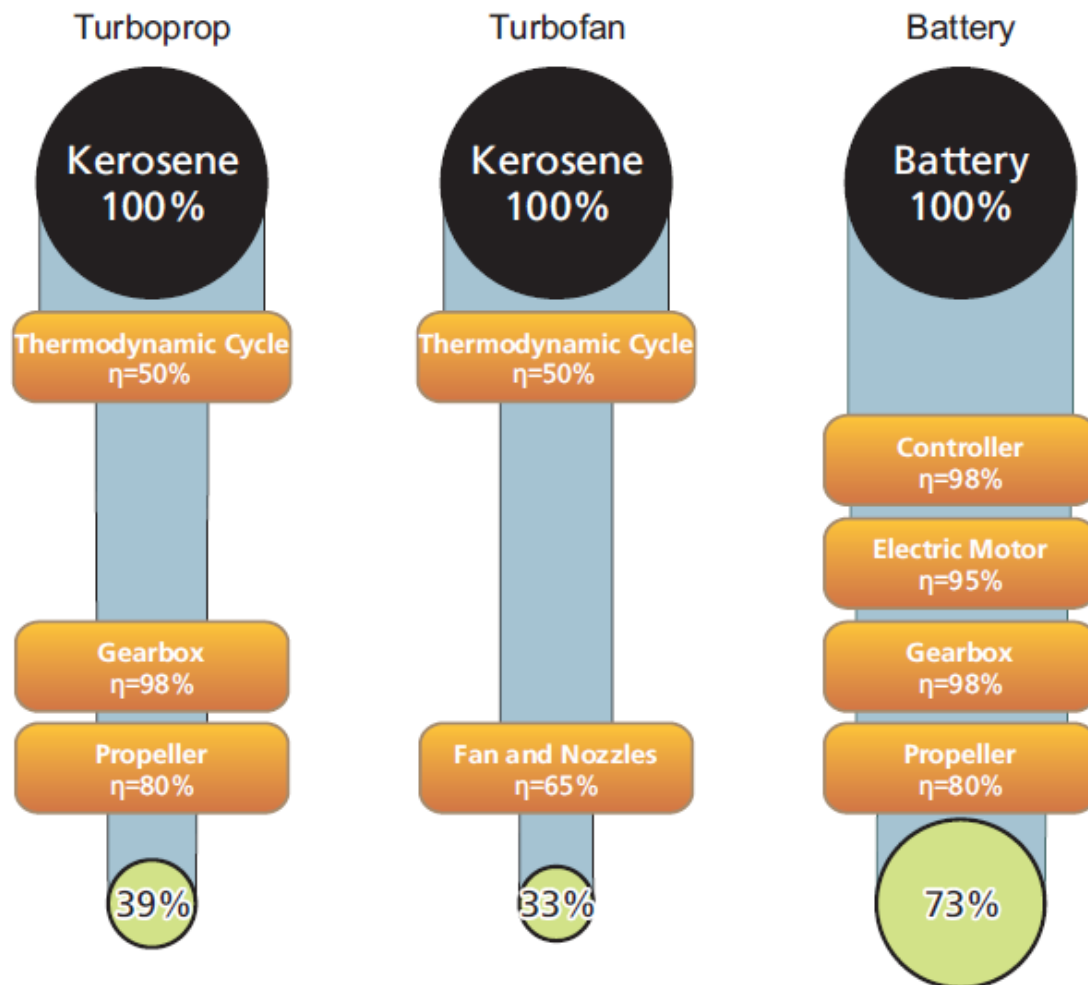 Turboprop
Turbofan
Battery
Kerosene
100%
Kerosene
100%
Battery
100%
Thermodynamic Cycle
η=50%
Thermodynamic Cycle
η=50%
Controller
η=98%
Electric Motor
η=95%
Gearbox
η=98%
Gearbox
η=98%
Propeller
η=80%
Fan and Nozzles
η=65%
Propeller
η=80%
39%
33%
73%